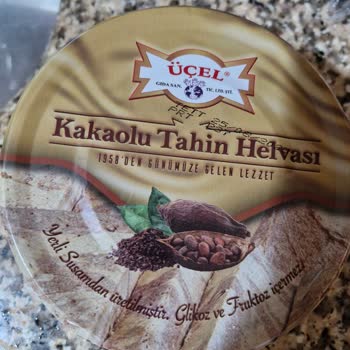 ÜÇEL®
GIDA SAN. TİC. LTD. ŞTİ.
Kakaolu Tahin Helvası
1958'DEN GÜNÜMÜZE GELEN LEZZET
Yerli Susamdan üretilmiştir. Glikoz ve Fruktoz içermez!